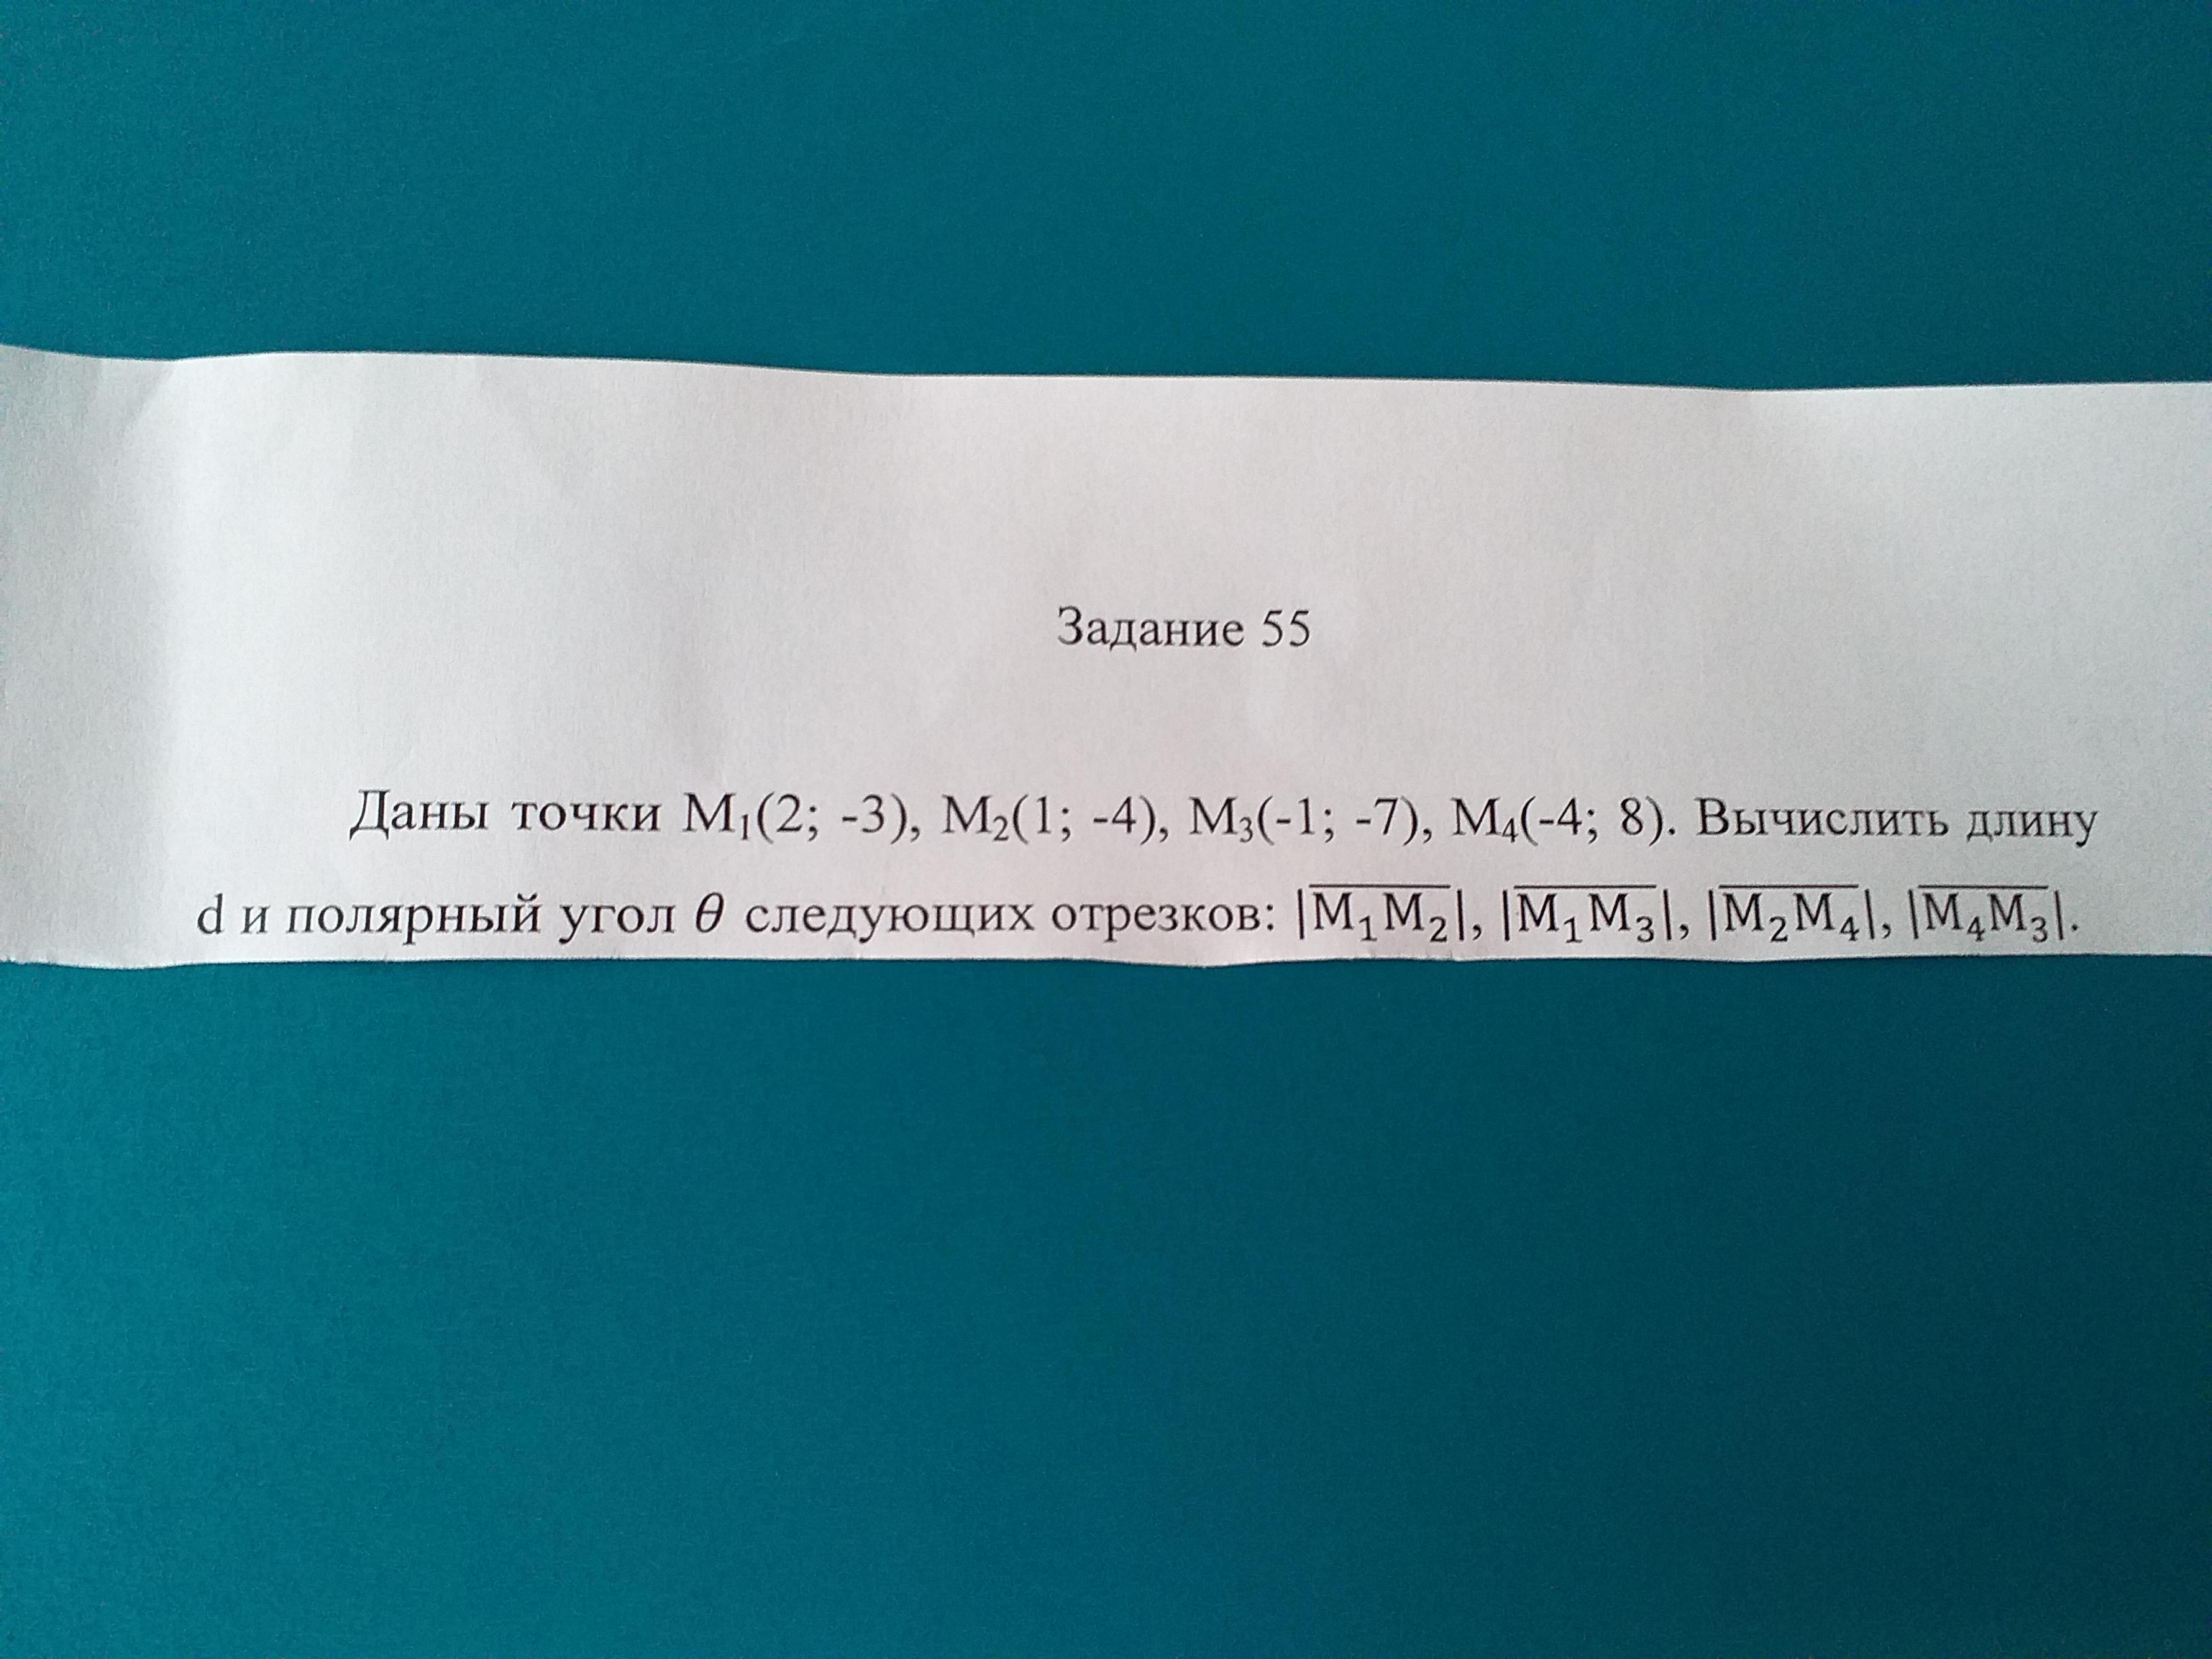 Задание 55
Даны точки M₁(2; -3), M₂(1; -4), M₃(-1; -7), M₄(-4; 8). Вычислить длину
d и полярный угол θ следующих отрезков: |M̅₁M̅₂|, |M̅₁M̅₃|, |M̅₂M̅₄|, |M̅₄M̅₃|.